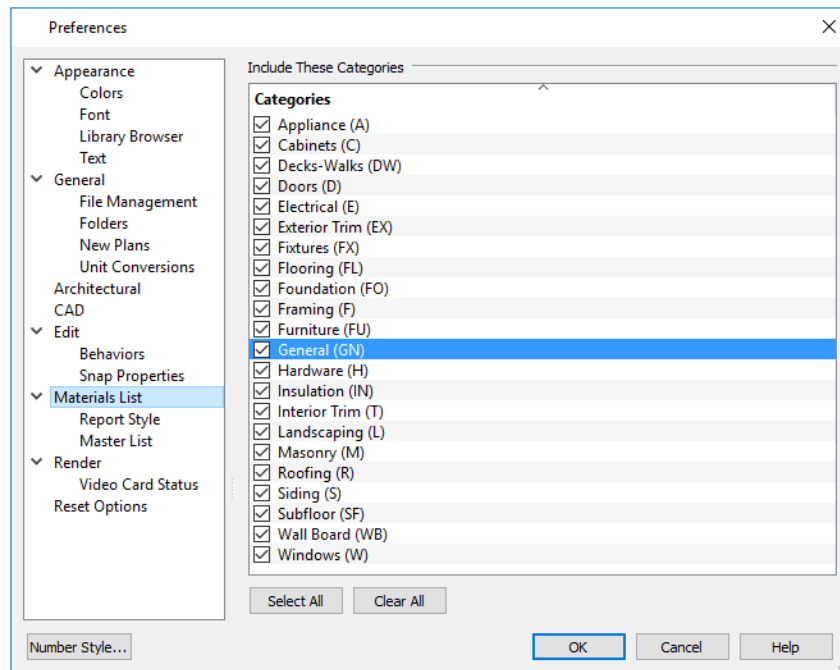 Preferences
Appearance
Colors
Font
Library Browser
Text
General
File Management
Folders
New Plans
Unit Conversions
Architectural
CAD
Edit
Behaviors
Snap Properties
Materials List
Report Style
Master List
Render
Video Card Status
Reset Options
Include These Categories
Categories
Appliance (A)
Cabinets (C)
Decks-Walks (DW)
Doors (D)
Electrical (E)
Exterior Trim (EX)
Fixtures (FX)
Flooring (FL)
Foundation (FO)
Framing (F)
Furniture (FU)
General (GN)
Hardware (H)
Insulation (IN)
Interior Trim (T)
Landscaping (L)
Masonry (M)
Roofing (R)
Siding (S)
Subfloor (SF)
Wall Board (WB)
Windows (W)
Select All Clear All
Number Style... OK Cancel Help